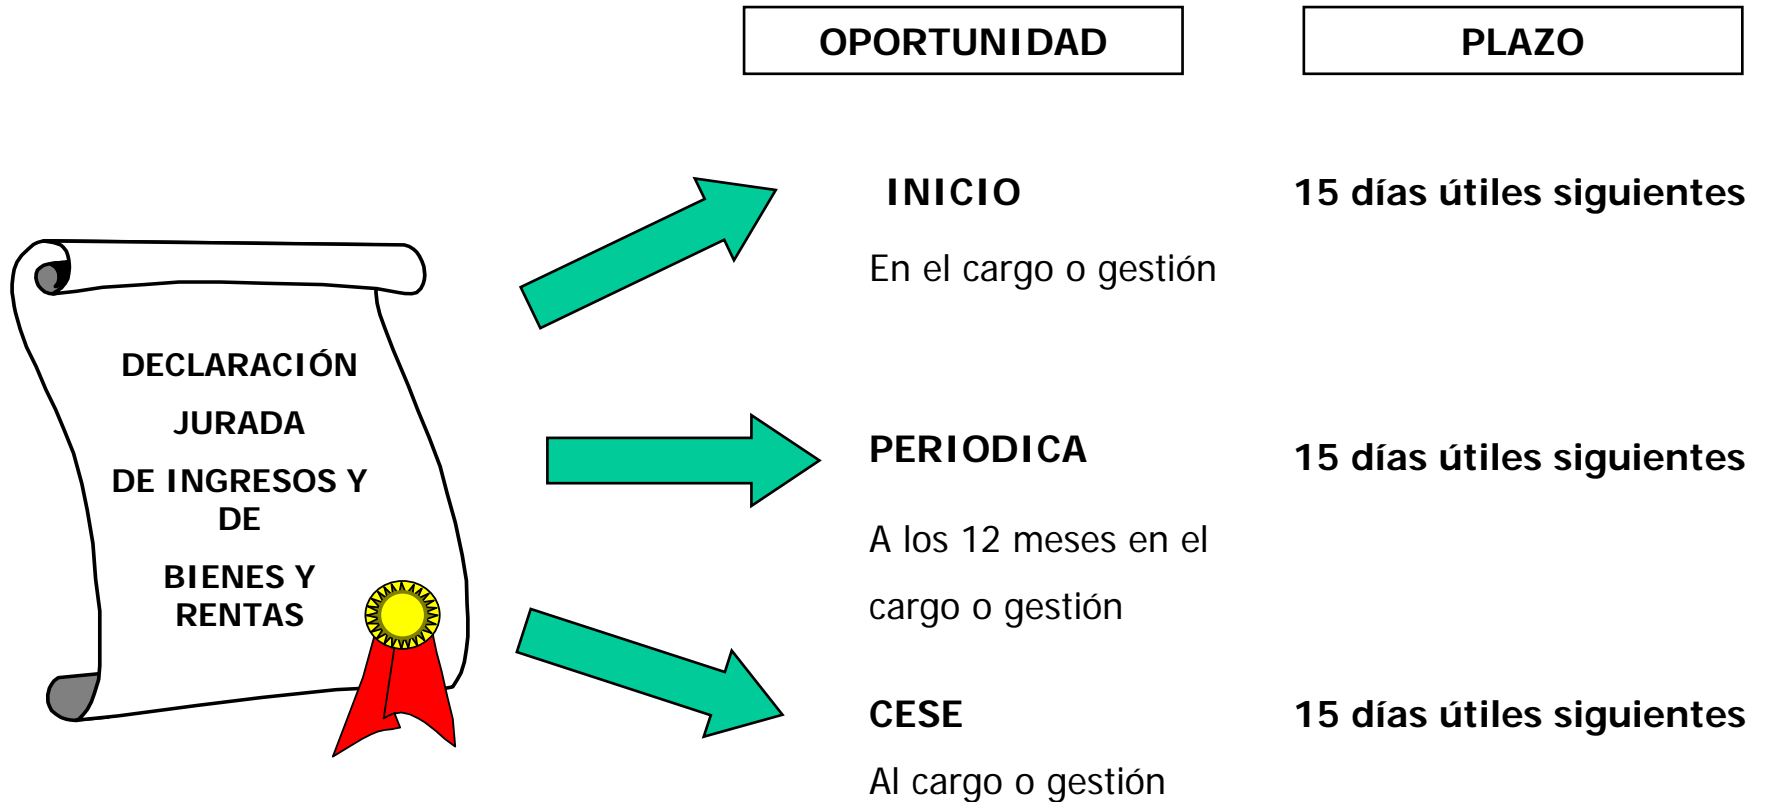 OPORTUNIDAD
PLAZO
DECLARACIÓN
JURADA
DE INGRESOS Y
DE
BIENES Y
RENTAS
INICIO
15 días útiles siguientes
En el cargo o gestión
PERIODICA
15 días útiles siguientes
A los 12 meses en el
cargo o gestión
CESE
15 días útiles siguientes
Al cargo o gestión